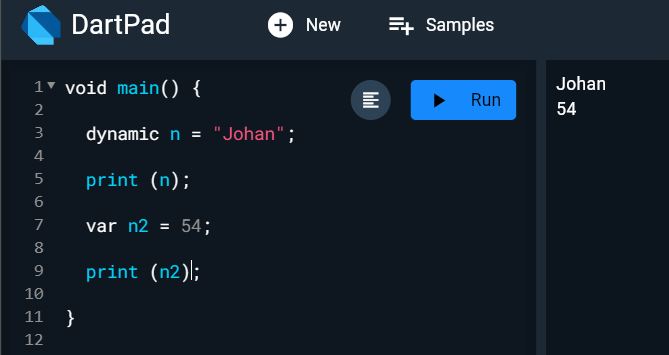 DartPad New Samples
Run
1 void main() {
2
3 dynamic n = "Johan";
4
5 print (n);
6
7 var n2 = 54;
8
9 print (n2);
10
11 }
12
Johan
54